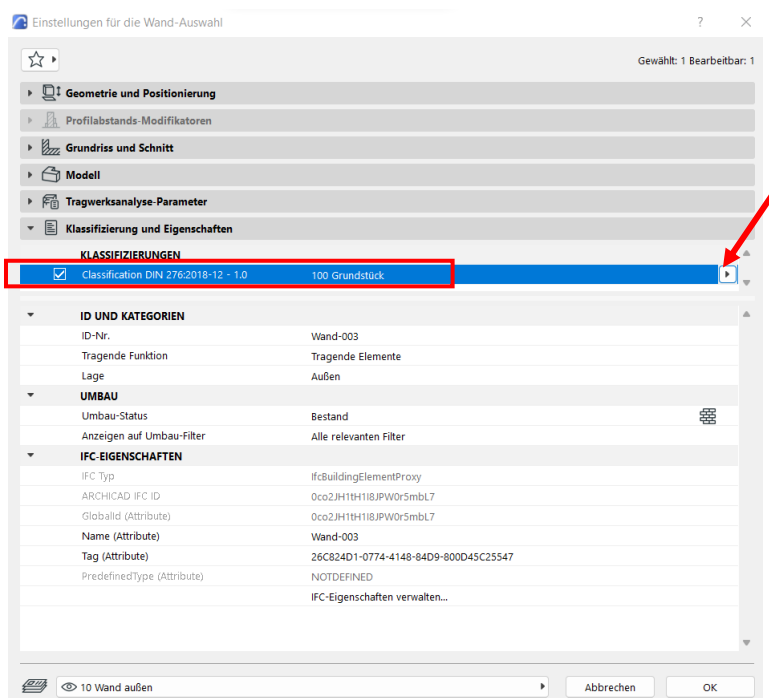 Einstellungen für die Wand-Auswahl ?
Gewählt: 1 Bearbeitbar: 1
Geometrie und Positionierung
Profilabstands-Modifikatoren
Grundriss und Schnitt
Modell
Tragwerksanalyse-Parameter
Klassifizierung und Eigenschaften
KLASSIFIZIERUNGEN
Classification DIN 276:2018-12 - 1.0 100 Grundstück
ID UND KATEGORIEN
ID-Nr. Wand-003
Tragende Funktion Tragende Elemente
Lage Außen
UMBAU
Umbau-Status Bestand
Anzeigen auf Umbau-Filter Alle relevanten Filter
IFC-EIGENSCHAFTEN
IFC Typ IfcBuildingElementProxy
ARCHICAD IFC ID 0co2JH1tH1I8JPW0r5mbL7
GlobalId (Attribute) 0co2JH1tH1I8JPW0r5mbL7
Name (Attribute) Wand-003
Tag (Attribute) 26C824D1-0774-4148-84D9-800D45C25547
PredefinedType (Attribute) NOTDEFINED
IFC-Eigenschaften verwalten...
10 Wand außen Abbrechen OK